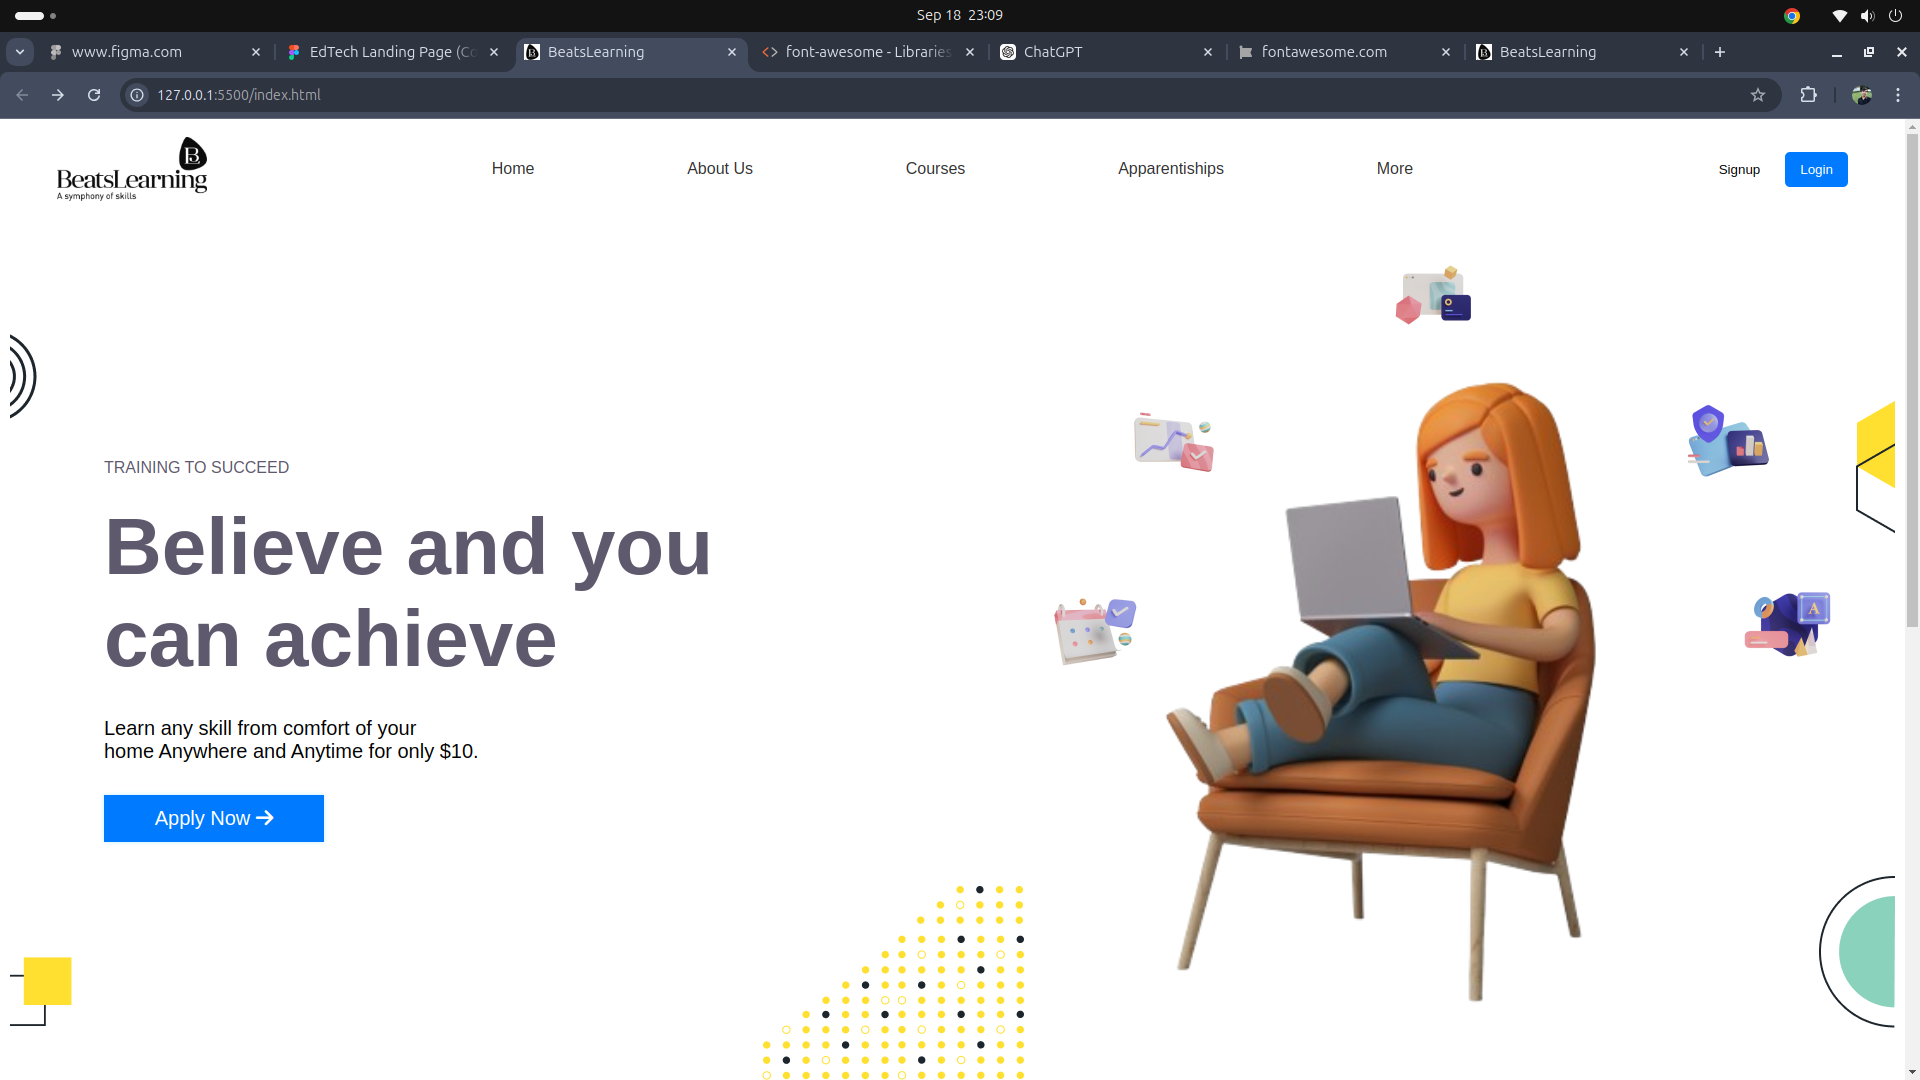 Sep 18 23:09
www.figma.com
EdTech Landing Page (Co
BeatsLearning
font-awesome - Libraries
ChatGPT
fontawesome.com
BeatsLearning
127.0.0.1:5500/index.html
B
BeatsLearning
A symphony of skills
Home
About Us
Courses
Apparentiships
More
Signup
Login
TRAINING TO SUCCEED
Believe and you
can achieve
Learn any skill from comfort of your
home Anywhere and Anytime for only $10.
Apply Now
A